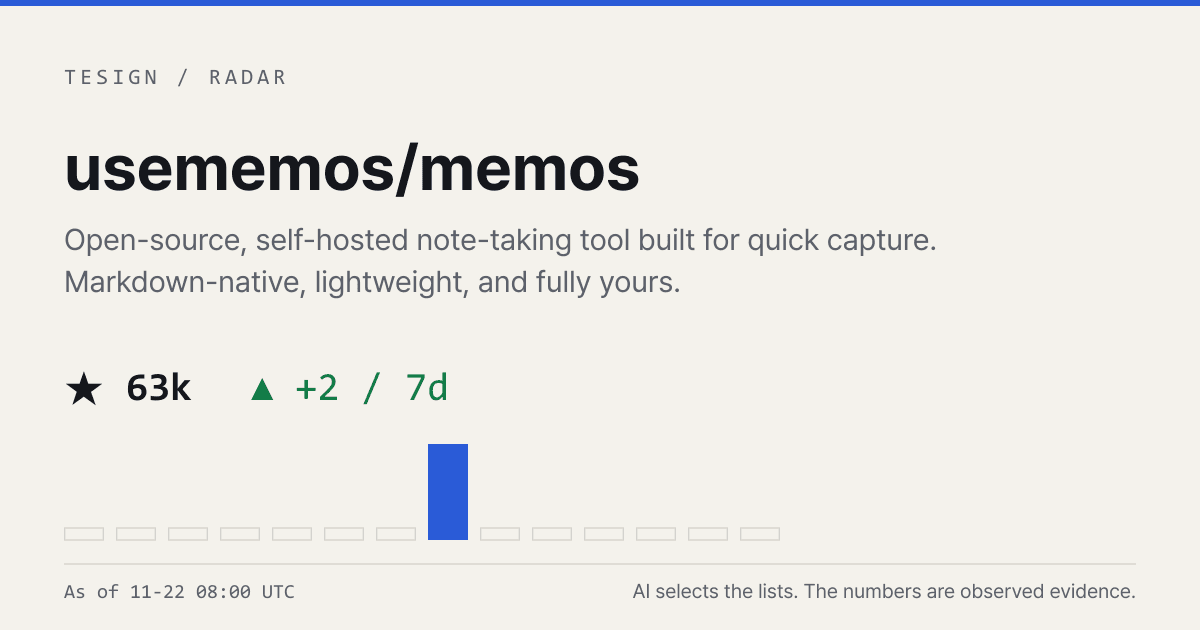 TESIGN / RADAR
usememos/memos
Open-source, self-hosted note-taking tool built for quick capture.
Markdown-native, lightweight, and fully yours.
★ 63k ▲ +2 / 7d
As of 11-22 08:00 UTC
AI selects the lists. The numbers are observed evidence.